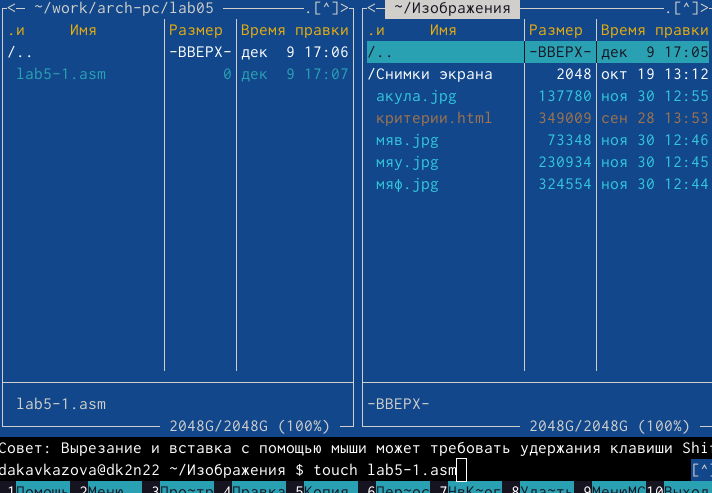 <— ~/work/arch-pc/lab05 ——.[^]>
.и Имя Размер Время правки
/.. -ВВЕРХ- дек 9 17:06
lab5-1.asm 0 дек 9 17:07
lab5-1.asm
2048G/2048G (100%)
<— ~/Изображения ——.[^]>
.и Имя Размер Время правки
/.. -ВВЕРХ- дек 9 17:05
/Снимки экрана 2048 окт 19 13:12
акула.jpg 137780 ноя 30 12:55
критерии.html 349009 сен 28 13:53
мяв.jpg 73348 ноя 30 12:46
мяу.jpg 230934 ноя 30 12:45
мяф.jpg 324554 ноя 30 12:44
-ВВЕРХ-
2048G/2048G (100%)
Совет: Вырезание и вставка с помощью мыши может требовать удержания клавиши Shi
dakavkazova@dk2n22 ~/Изображения $ touch lab5-1.asm [^]
1Помощь 2Меню 3Про~тр 4Правка 5Копия 6Пер~ос 7НвК~ог 8Уда~ть 9МенюMC 10Выход